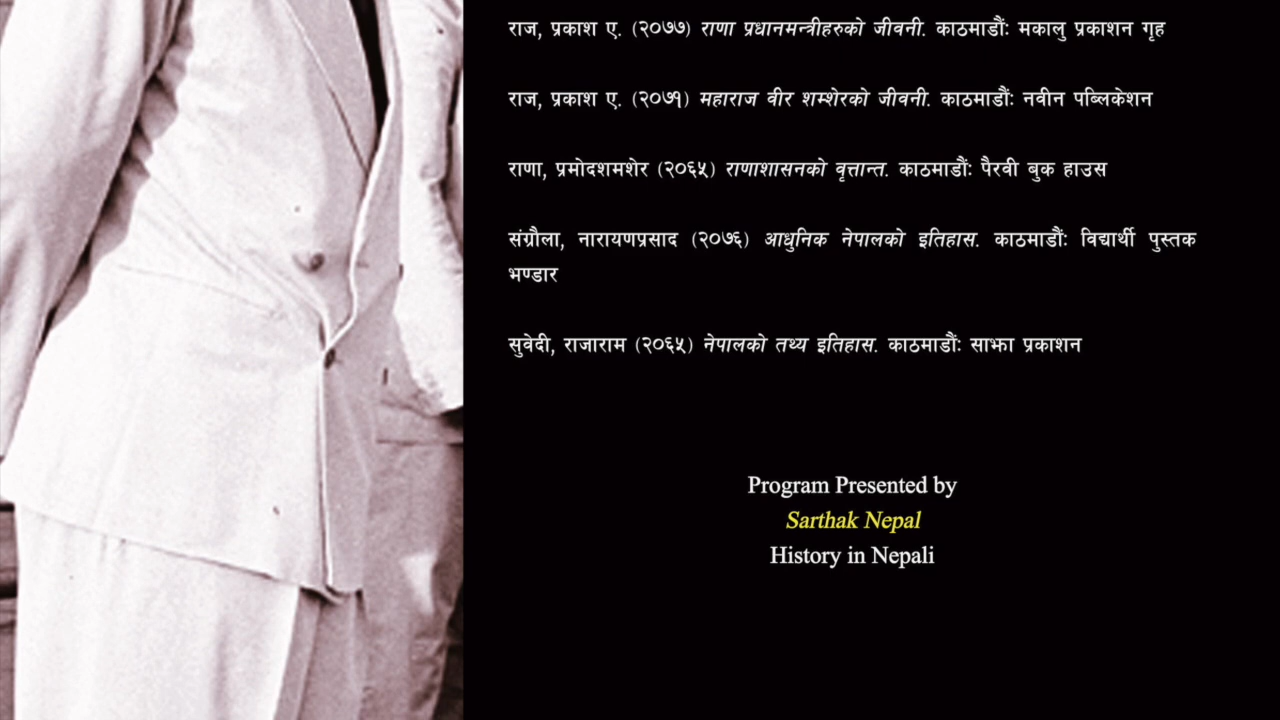 राज, प्रकाश ए. (२०७७) राणा प्रधानमन्त्रीहरुको जीवनी. काठमाडौंः मकालु प्रकाशन गृह
राज, प्रकाश ए. (२०७१) महाराज वीर शम्शेरको जीवनी. काठमाडौंः नवीन पब्लिकेशन
राणा, प्रमोदशमशेर (२०६५) राणाशासनको वृत्तान्त. काठमाडौंः पैरवी बुक हाउस
संग्रौला, नारायणप्रसाद (२०७६) आधुनिक नेपालको इतिहास. काठमाडौंः विद्यार्थी पुस्तक
भण्डार
सुवेदी, राजाराम (२०६५) नेपालको तथ्य इतिहास. काठमाडौंः साझा प्रकाशन
Program Presented by
Sarthak Nepal
History in Nepali